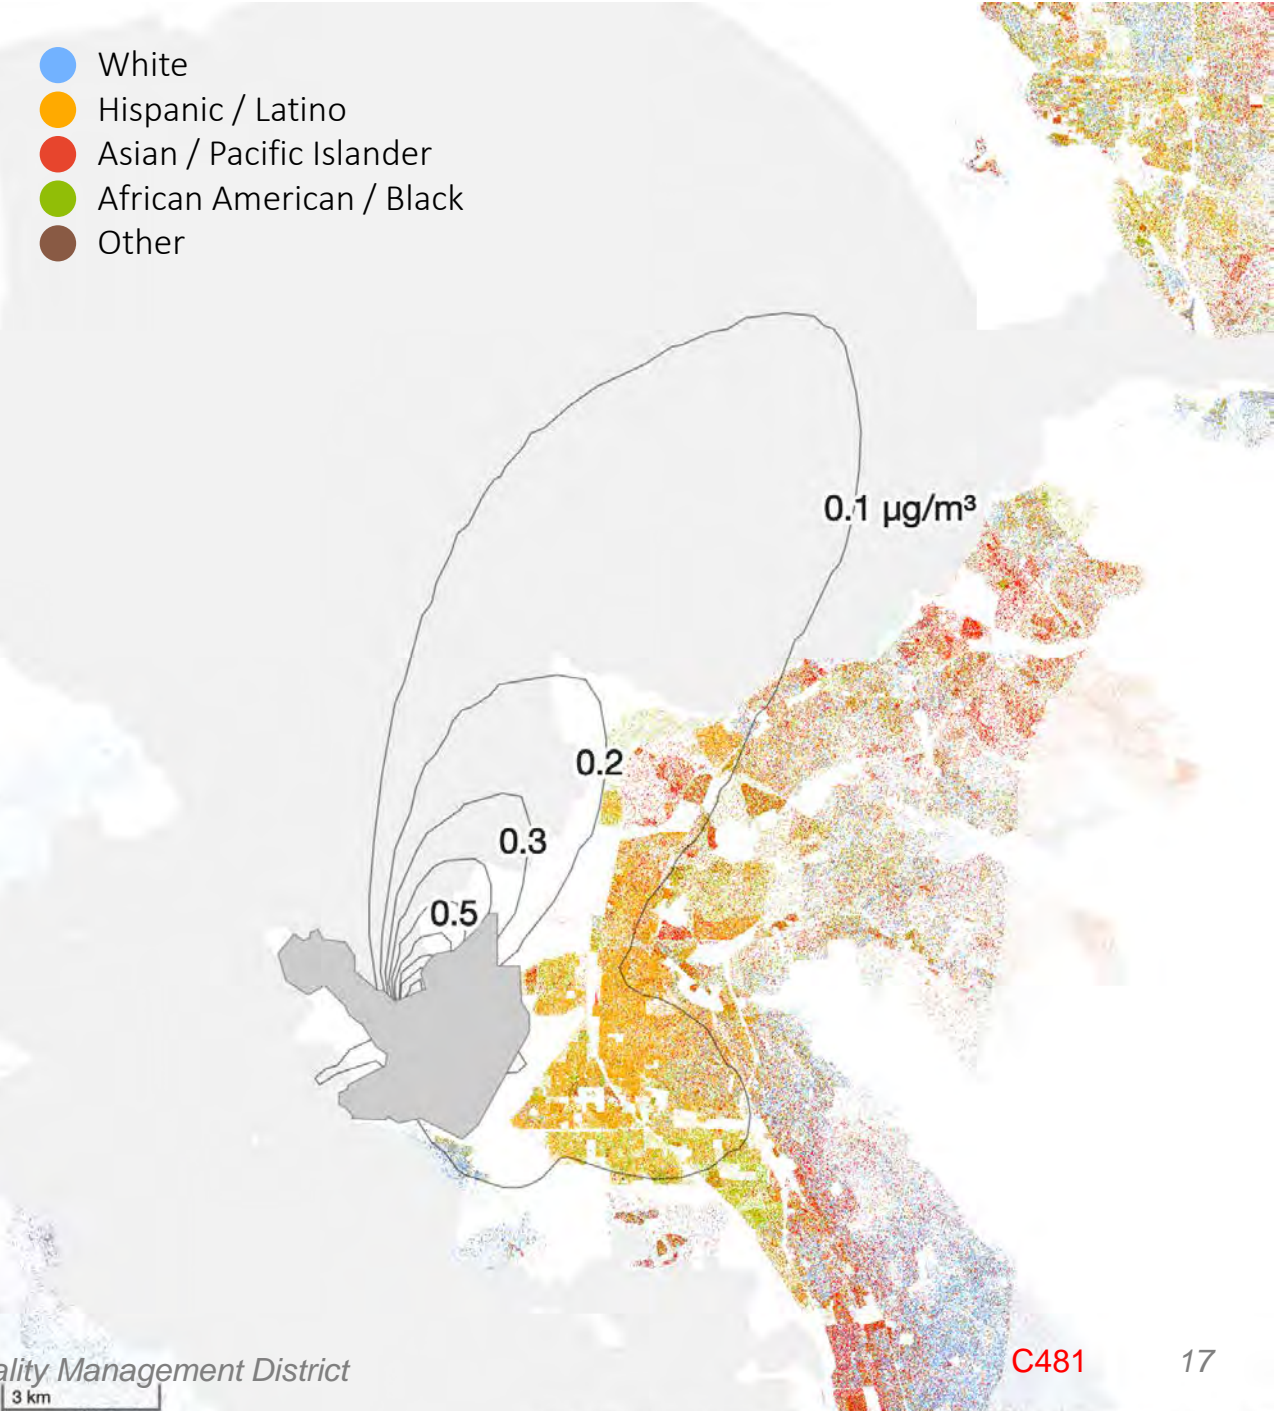 White
Hispanic / Latino
Asian / Pacific Islander
African American / Black
Other
0.1 µg/m³
0.2
0.3
0.5
ality Management District
C481
17
3 km